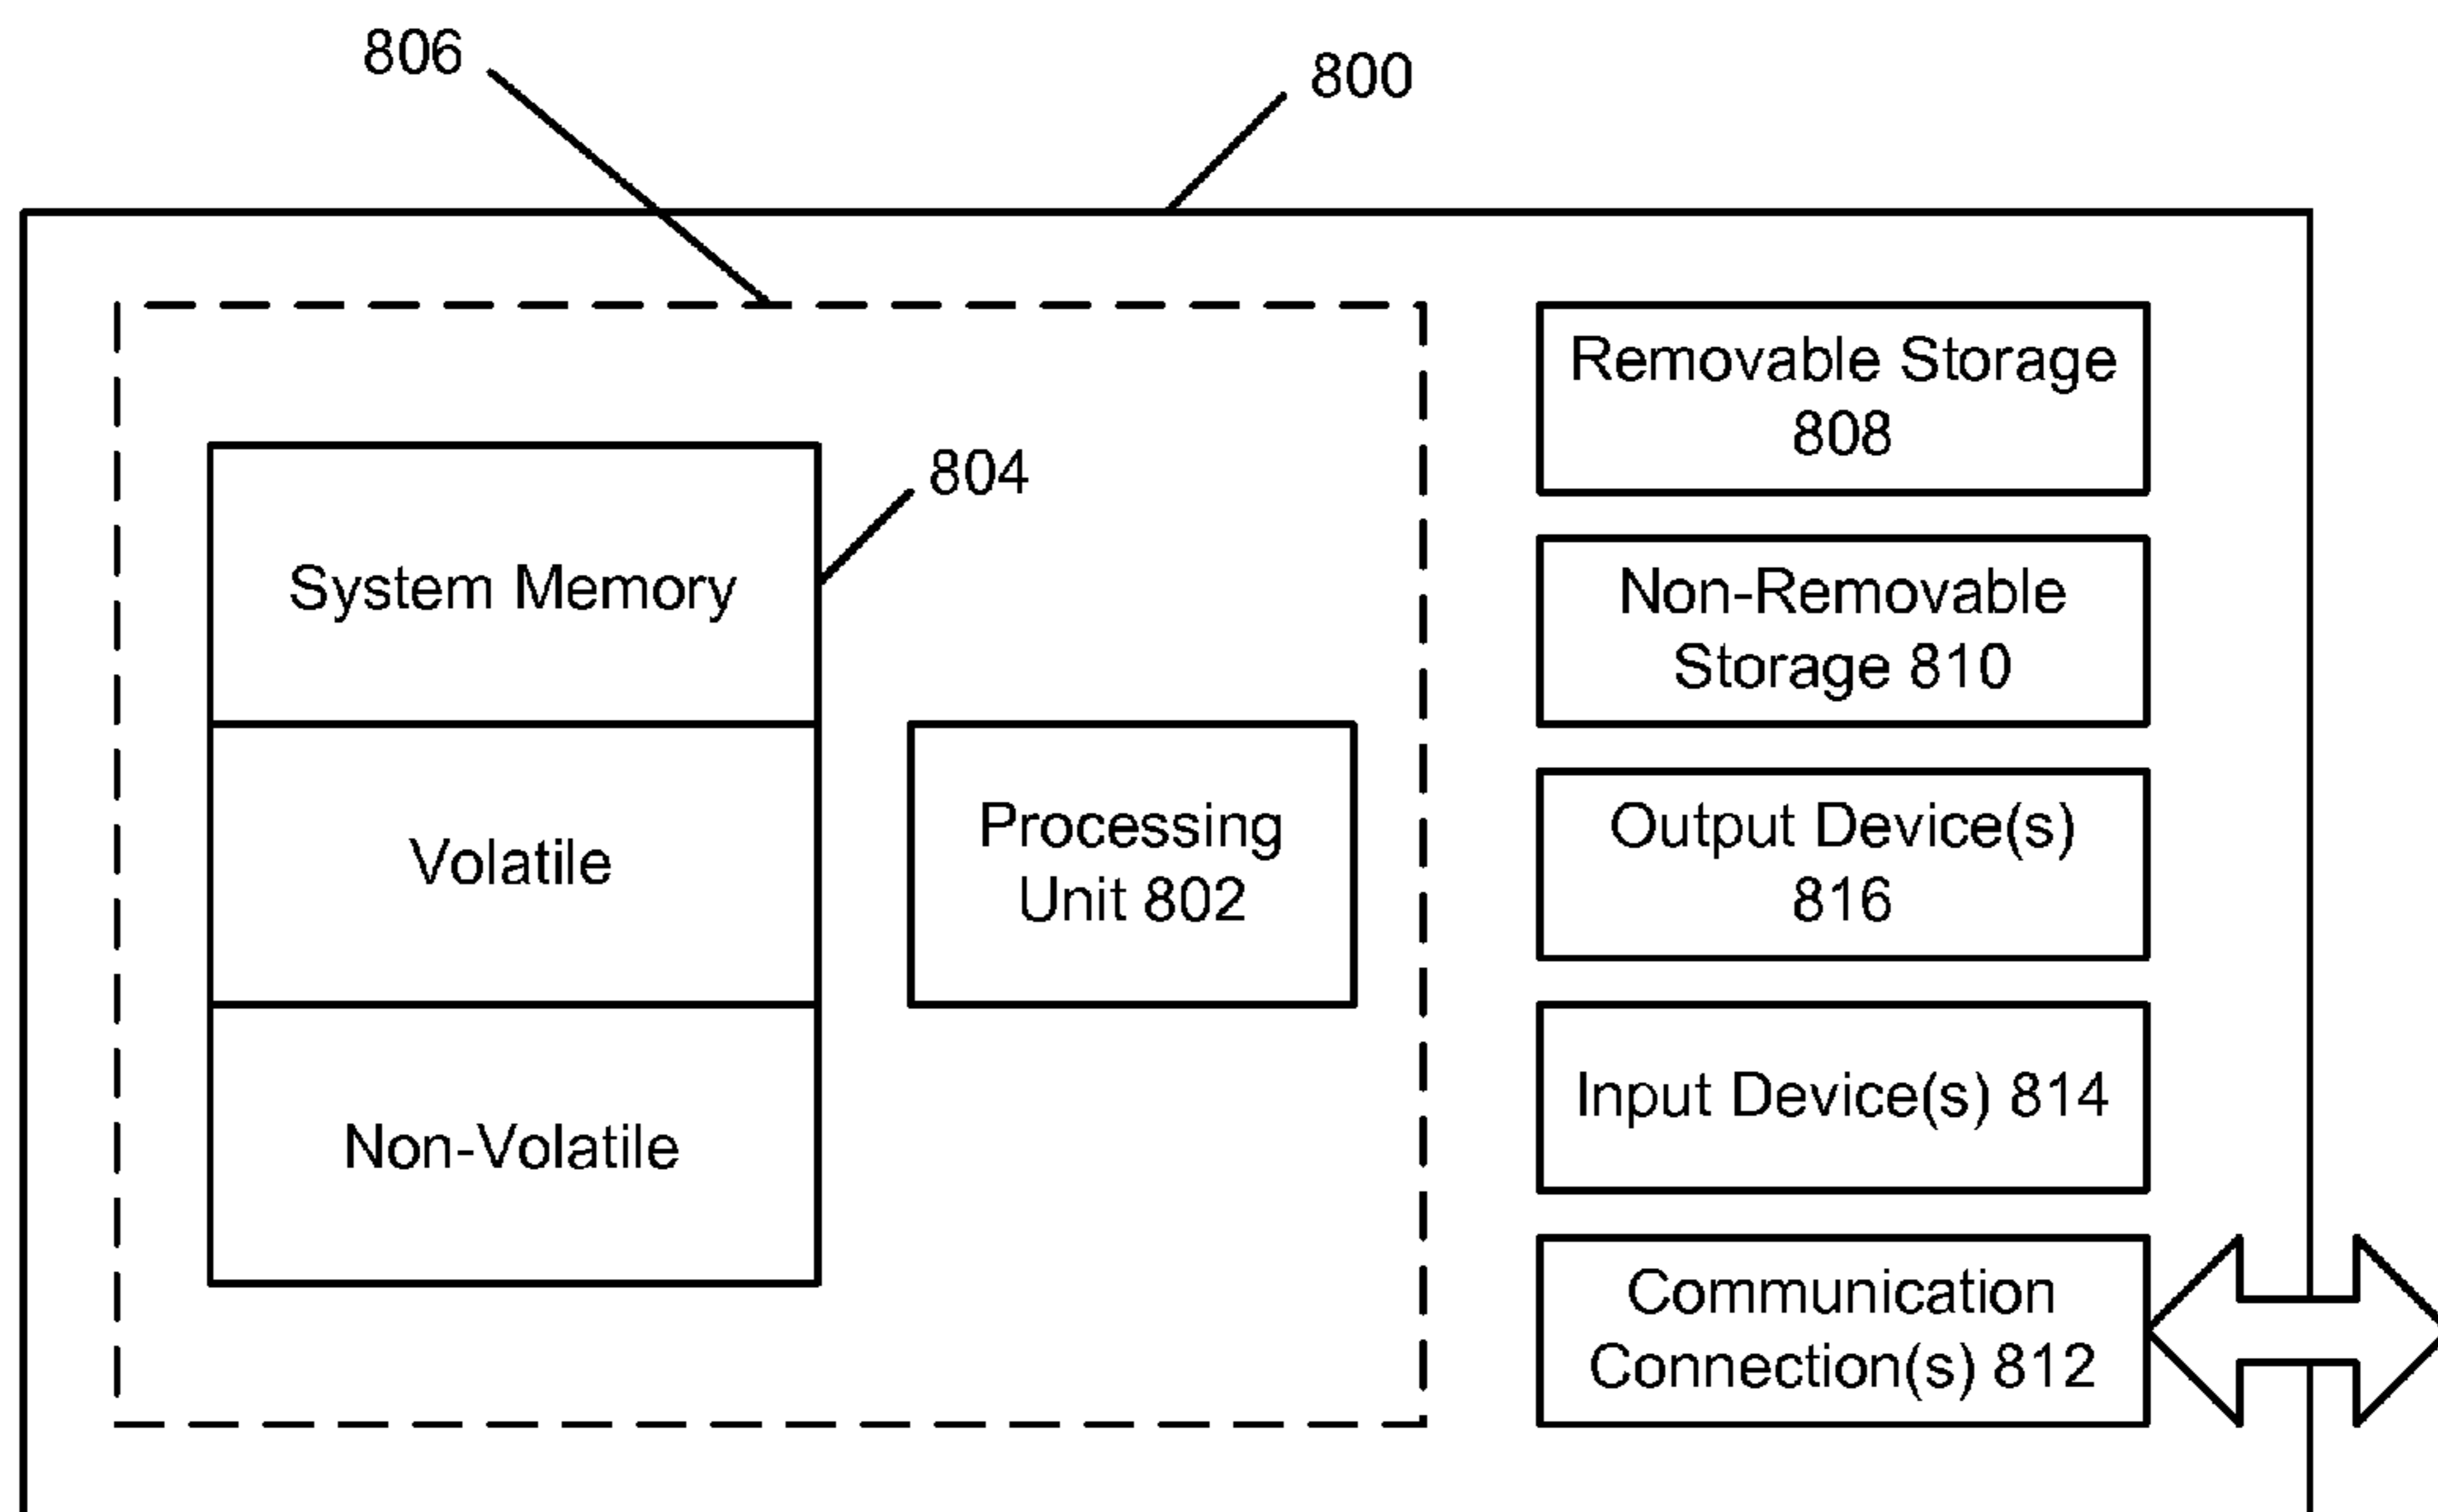 806
800
804
System Memory
Volatile
Non-Volatile
Processing
Unit 802
Removable Storage
808
Non-Removable
Storage 810
Output Device(s)
816
Input Device(s) 814
Communication
Connection(s) 812